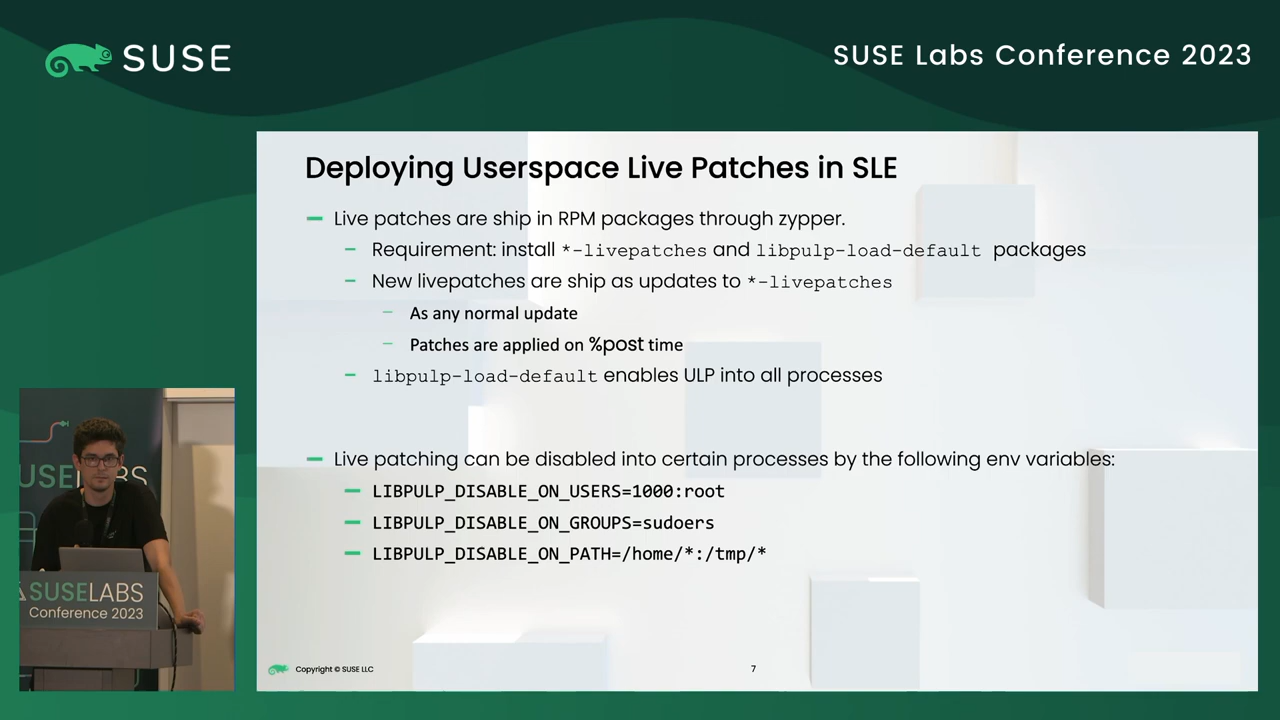 SUSE
SUSE Labs Conference 2023
Deploying Userspace Live Patches in SLE
Live patches are ship in RPM packages through zypper.
Requirement: install *-livepatches and libpulp-load-default packages
New livepatches are ship as updates to *-livepatches
As any normal update
Patches are applied on %post time
libpulp-load-default enables ULP into all processes
Live patching can be disabled into certain processes by the following env variables:
LIBPULP_DISABLE_ON_USERS=1000:root
LIBPULP_DISABLE_ON_GROUPS=sudoers
LIBPULP_DISABLE_ON_PATH=/home/*:/tmp/*
Copyright © SUSE LLC
7
SUSELABS
Conference 2023